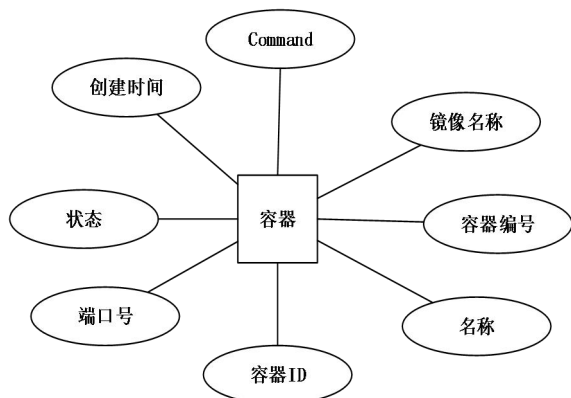 Command
创建时间
镜像名称
状态
容器
容器编号
端口号
名称
容器ID